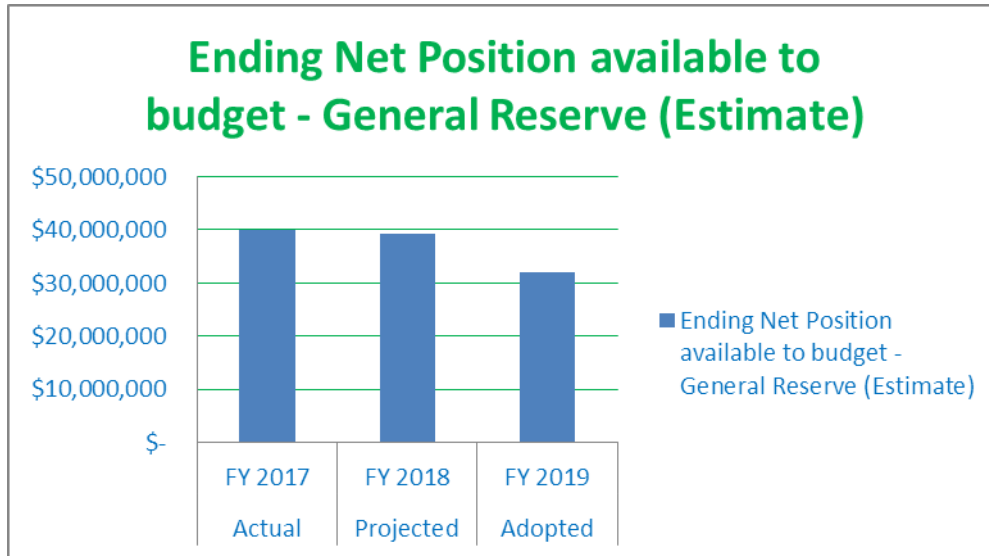 Ending Net Position available to
budget - General Reserve (Estimate)
$50,000,000
$40,000,000
$30,000,000
$20,000,000
$10,000,000
$-
FY 2017
FY 2018
FY 2019
Actual
Projected
Adopted
Ending Net Position
available to budget -
General Reserve (Estimate)